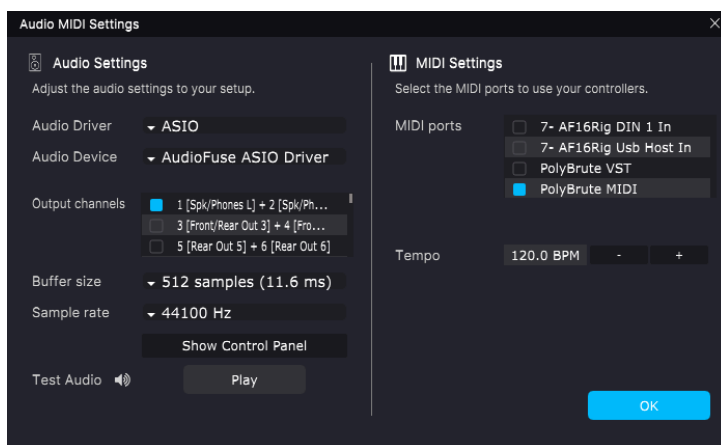 Audio MIDI Settings
Audio Settings
Adjust the audio settings to your setup.
Audio Driver
ASIO
Audio Device
AudioFuse ASIO Driver
Output channels
1 [Spk/Phones L] + 2 [Spk/Ph...
3 [Front/Rear Out 3] + 4 [Fro...
5 [Rear Out 5] + 6 [Rear Out 6]
Buffer size
512 samples (11.6 ms)
Sample rate
44100 Hz
Show Control Panel
Test Audio
Play
MIDI Settings
Select the MIDI ports to use your controllers.
MIDI ports
7- AF16Rig DIN 1 In
7- AF16Rig Usb Host In
PolyBrute VST
PolyBrute MIDI
Tempo
120.0 BPM
-
+
OK